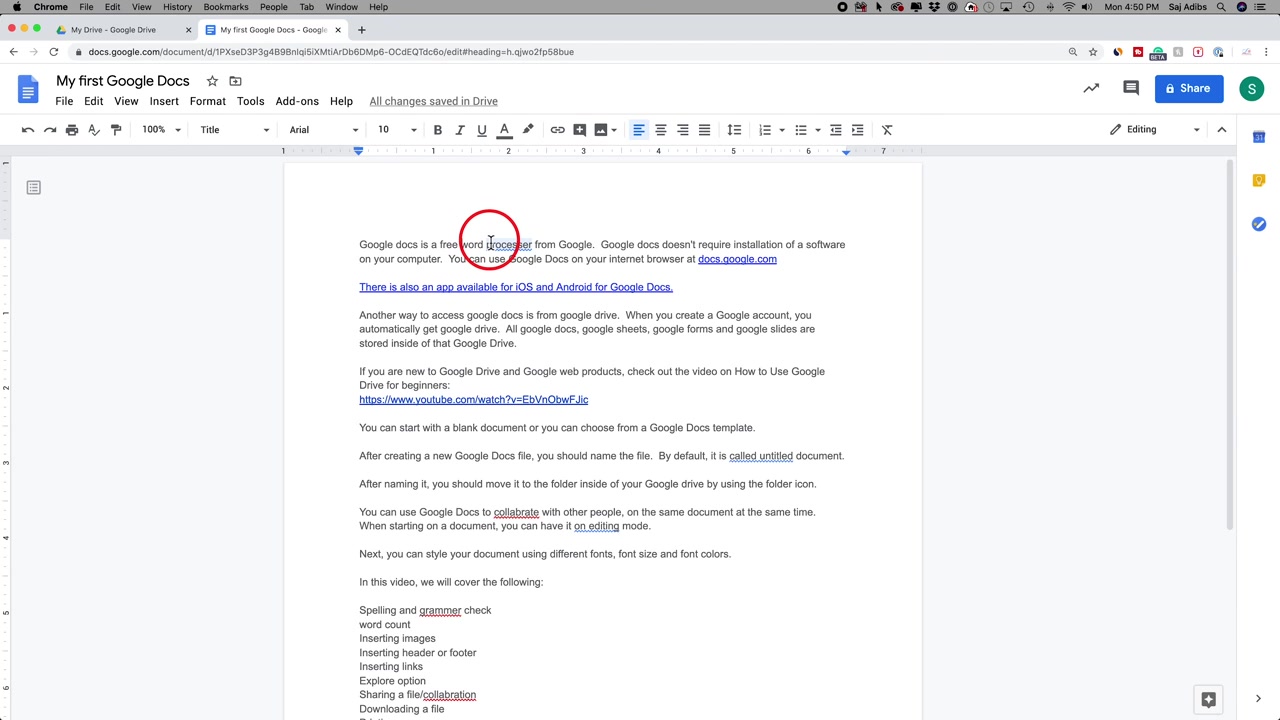 Chrome File Edit View History Bookmarks People Tab Window Help Mon 4:50 PM Saj Adibs
My Drive - Google Drive My first Google Docs - Google
docs.google.com/document/d/1PXseD3P3g4B9BnIqi5iXMtiArDb6DMp6-OCdEQTdc6o/edit#heading=h.qjwo2fp58bue
BETA
My first Google Docs
File Edit View Insert Format Tools Add-ons Help All changes saved in Drive
Share
S
100% Title Arial 10 B I U A Editing
1 1 2 3 4 5 6 7
Google docs is a free word processer from Google. Google docs doesn't require installation of a software
on your computer. You can use Google Docs on your internet browser at docs.google.com
There is also an app available for iOS and Android for Google Docs.
Another way to access google docs is from google drive. When you create a Google account, you
automatically get google drive. All google docs, google sheets, google forms and google slides are
stored inside of that Google Drive.
If you are new to Google Drive and Google web products, check out the video on How to Use Google
Drive for beginners:
https://www.youtube.com/watch?v=EbVnObwFJic
You can start with a blank document or you can choose from a Google Docs template.
After creating a new Google Docs file, you should name the file. By default, it is called untitled document.
After naming it, you should move it to the folder inside of your Google drive by using the folder icon.
You can use Google Docs to collabrate with other people, on the same document at the same time.
When starting on a document, you can have it on editing mode.
Next, you can style your document using different fonts, font size and font colors.
In this video, we will cover the following:
Spelling and grammer check
word count
Inserting images
Inserting header or footer
Inserting links
Explore option
Sharing a file/collabration
Downloading a file